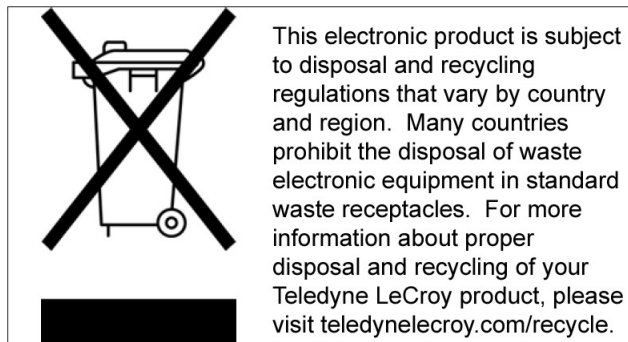 This electronic product is subject
to disposal and recycling
regulations that vary by country
and region.  Many countries
prohibit the disposal of waste
electronic equipment in standard
waste receptacles.  For more
information about proper
disposal and recycling of your
Teledyne LeCroy product, please
visit teledynelecroy.com/recycle.